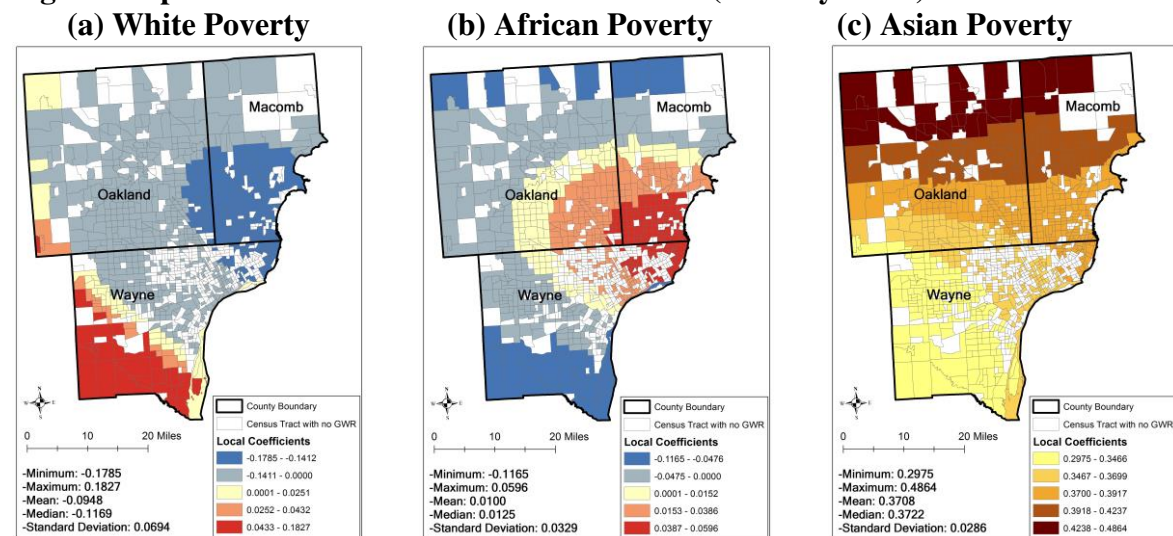 (a) White Poverty
(b) African Poverty
(c) Asian Poverty
Macomb
Oakland
Wayne
N
W
E
S
0 10 20 Miles
County Boundary
Census Tract with no GWR
Local Coefficients
-0.1785 - -0.1412
-0.1411 - 0.0000
0.0001 - 0.0251
0.0252 - 0.0432
0.0433 - 0.1827
-Minimum: -0.1785
-Maximum: 0.1827
-Mean: -0.0948
-Median: -0.1169
-Standard Deviation: 0.0694
Macomb
Oakland
Wayne
N
W
E
S
0 10 20 Miles
County Boundary
Census Tract with no GWR
Local Coefficients
-0.1165 - -0.0476
-0.0475 - 0.0000
0.0001 - 0.0152
0.0153 - 0.0386
0.0387 - 0.0596
-Minimum: -0.1165
-Maximum: 0.0596
-Mean: 0.0100
-Median: 0.0125
-Standard Deviation: 0.0329
Macomb
Oakland
Wayne
N
W
E
S
0 10 20 Miles
County Boundary
Census Tract with no GWR
Local Coefficients
0.2975 - 0.3466
0.3467 - 0.3699
0.3700 - 0.3917
0.3918 - 0.4237
0.4238 - 0.4864
-Minimum: 0.2975
-Maximum: 0.4864
-Mean: 0.3708
-Median: 0.3722
-Standard Deviation: 0.0286